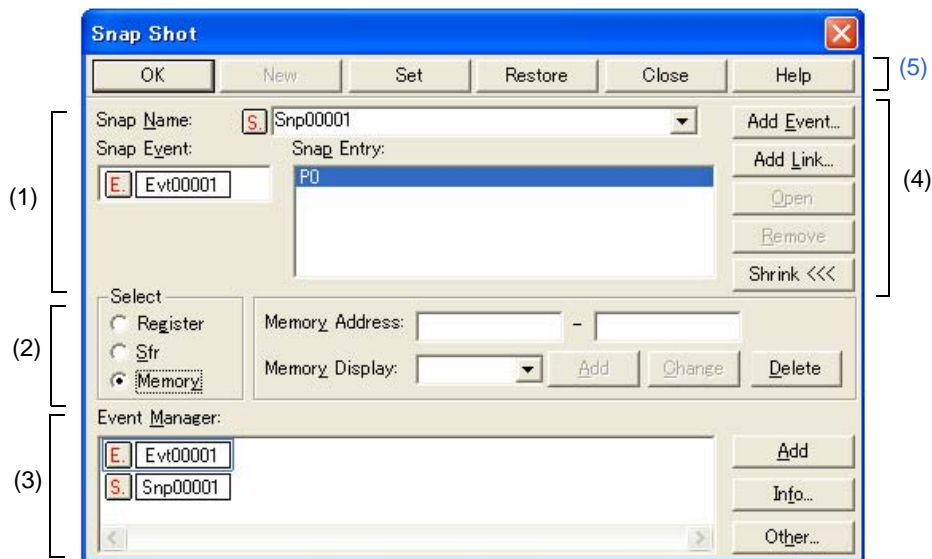 Snap Shot
OK New Set Restore Close Help
(5)
Snap Name: S. Snp00001 Add Event...
Snap Event: Snap Entry:
Add Link...
E. Evt00001 P0
(1)
(4)
Open
Remove
Shrink <<<
Select
Register Memory Address: -
(2)
Sfr
Memory Display: Add Change Delete
Memory
Event Manager:
E. Evt00001 Add
(3)
S. Snp00001 Info...
Other...